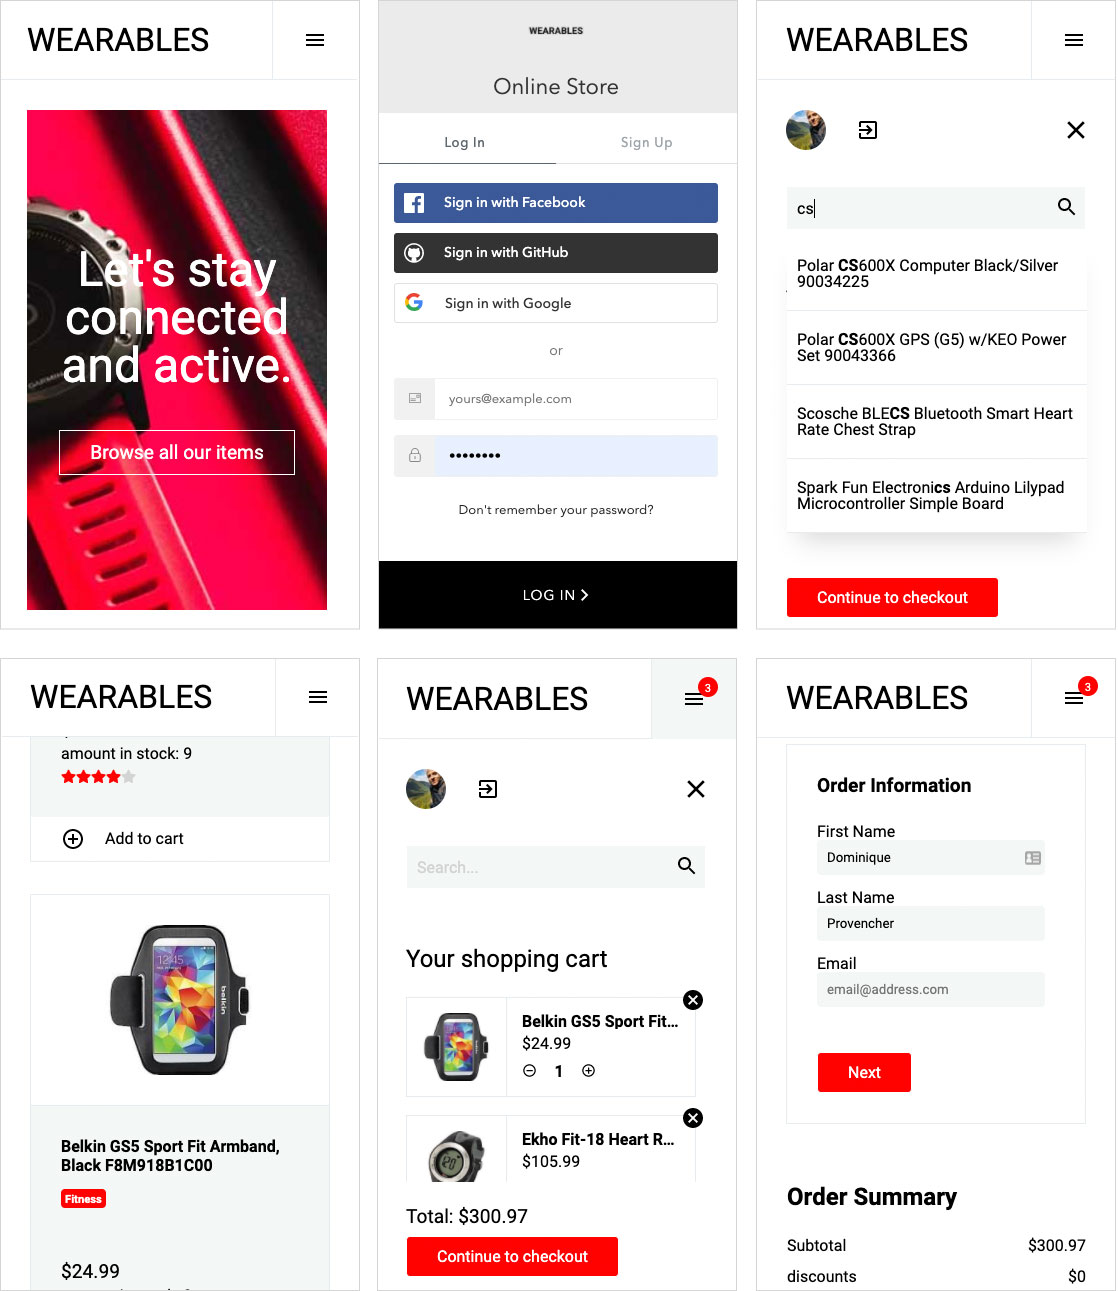 WEARABLES
Let's stay
connected
and active.
Browse all our items
WEARABLES
Online Store
Log In
Sign Up
Sign in with Facebook
Sign in with GitHub
Sign in with Google
or
yours@example.com
••••••••
Don't remember your password?
LOG IN
WEARABLES
cs
Polar CS600X Computer Black/Silver
90034225
Polar CS600X GPS (G5) w/KEO Power
Set 90043366
Scosche BLECS Bluetooth Smart Heart
Rate Chest Strap
Spark Fun Electronics Arduino Lilypad
Microcontroller Simple Board
Continue to checkout
WEARABLES
amount in stock: 9
Add to cart
12:45
belkin
Belkin GS5 Sport Fit Armband,
Black F8M918B1C00
Fitness
$24.99
WEARABLES
3
Search...
Your shopping cart
Belkin GS5 Sport Fit...
$24.99
1
Ekho Fit-18 Heart R...
$105.99
Total: $300.97
Continue to checkout
WEARABLES
3
Order Information
First Name
Dominique
Last Name
Provencher
Email
email@address.com
Next
Order Summary
Subtotal
$300.97
discounts
$0